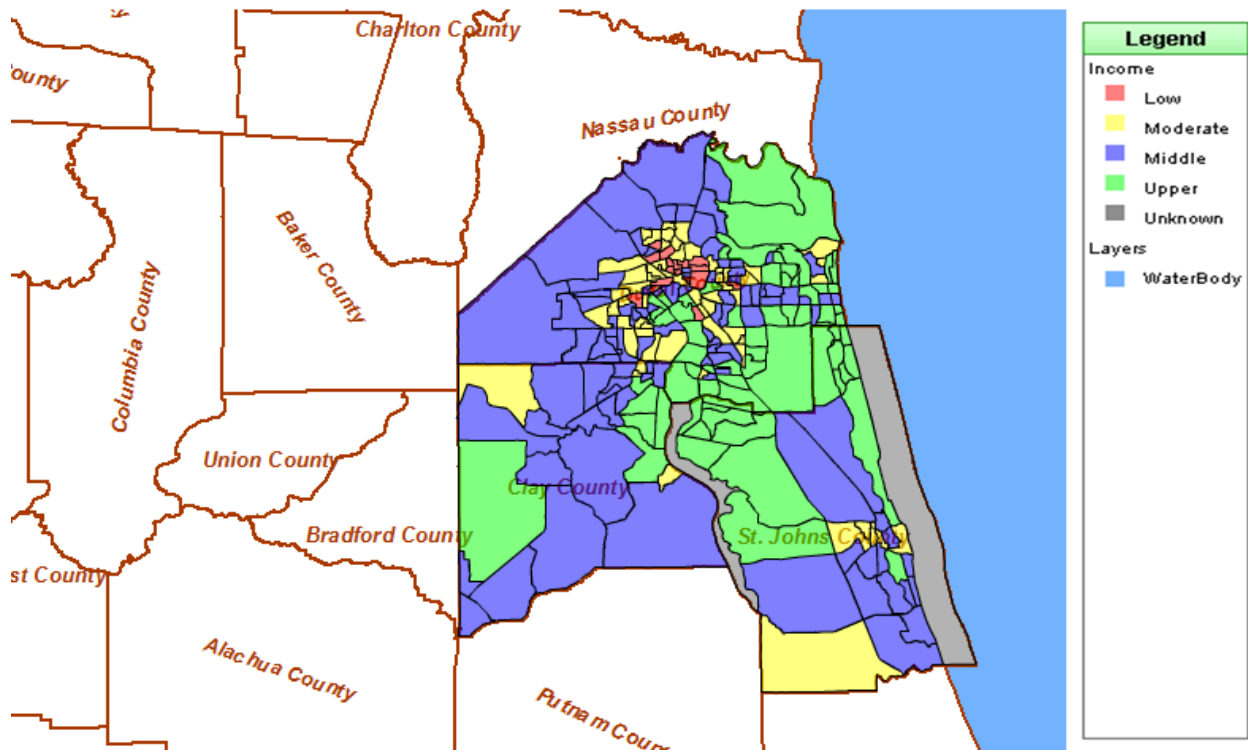 Charlton County
ounty
Nassau County
Baker County
Columbia County
Union County
Clay County
Bradford County
St. Johns County
st County
Alachua County
Putnam Coun
Legend
Income
Low
Moderate
Middle
Upper
Unknown
Layers
WaterBody